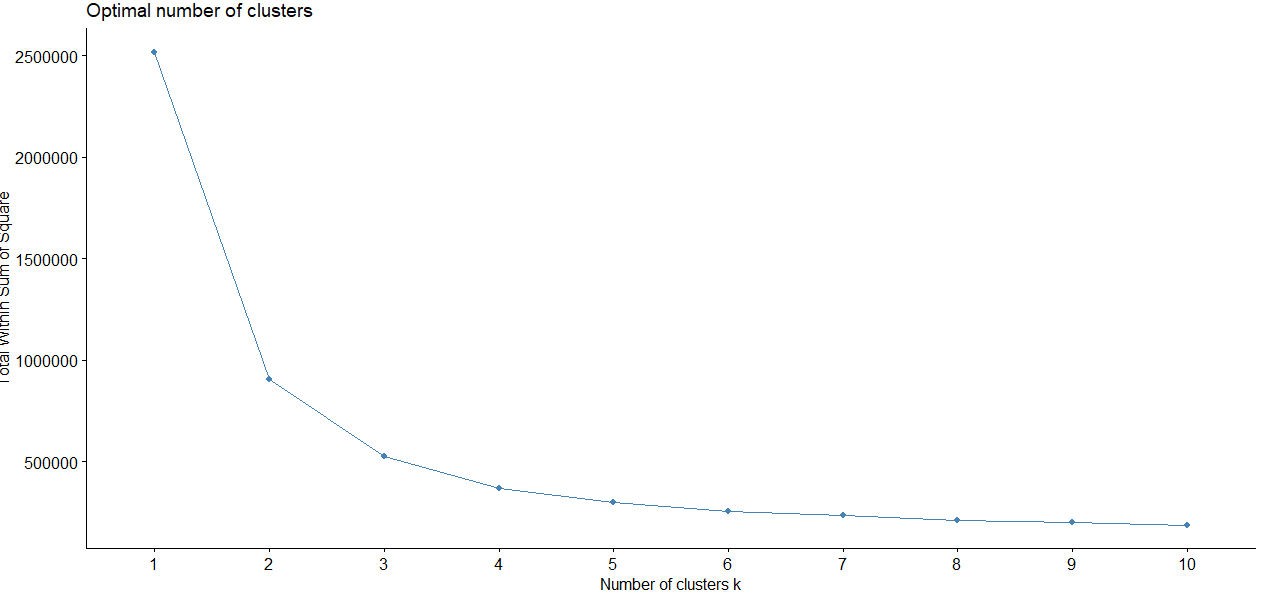 Optimal number of clusters
2500000
2000000
1500000
1000000
500000
Total Within Sum of Square
1 2 3 4 5 6 7 8 9 10
Number of clusters k